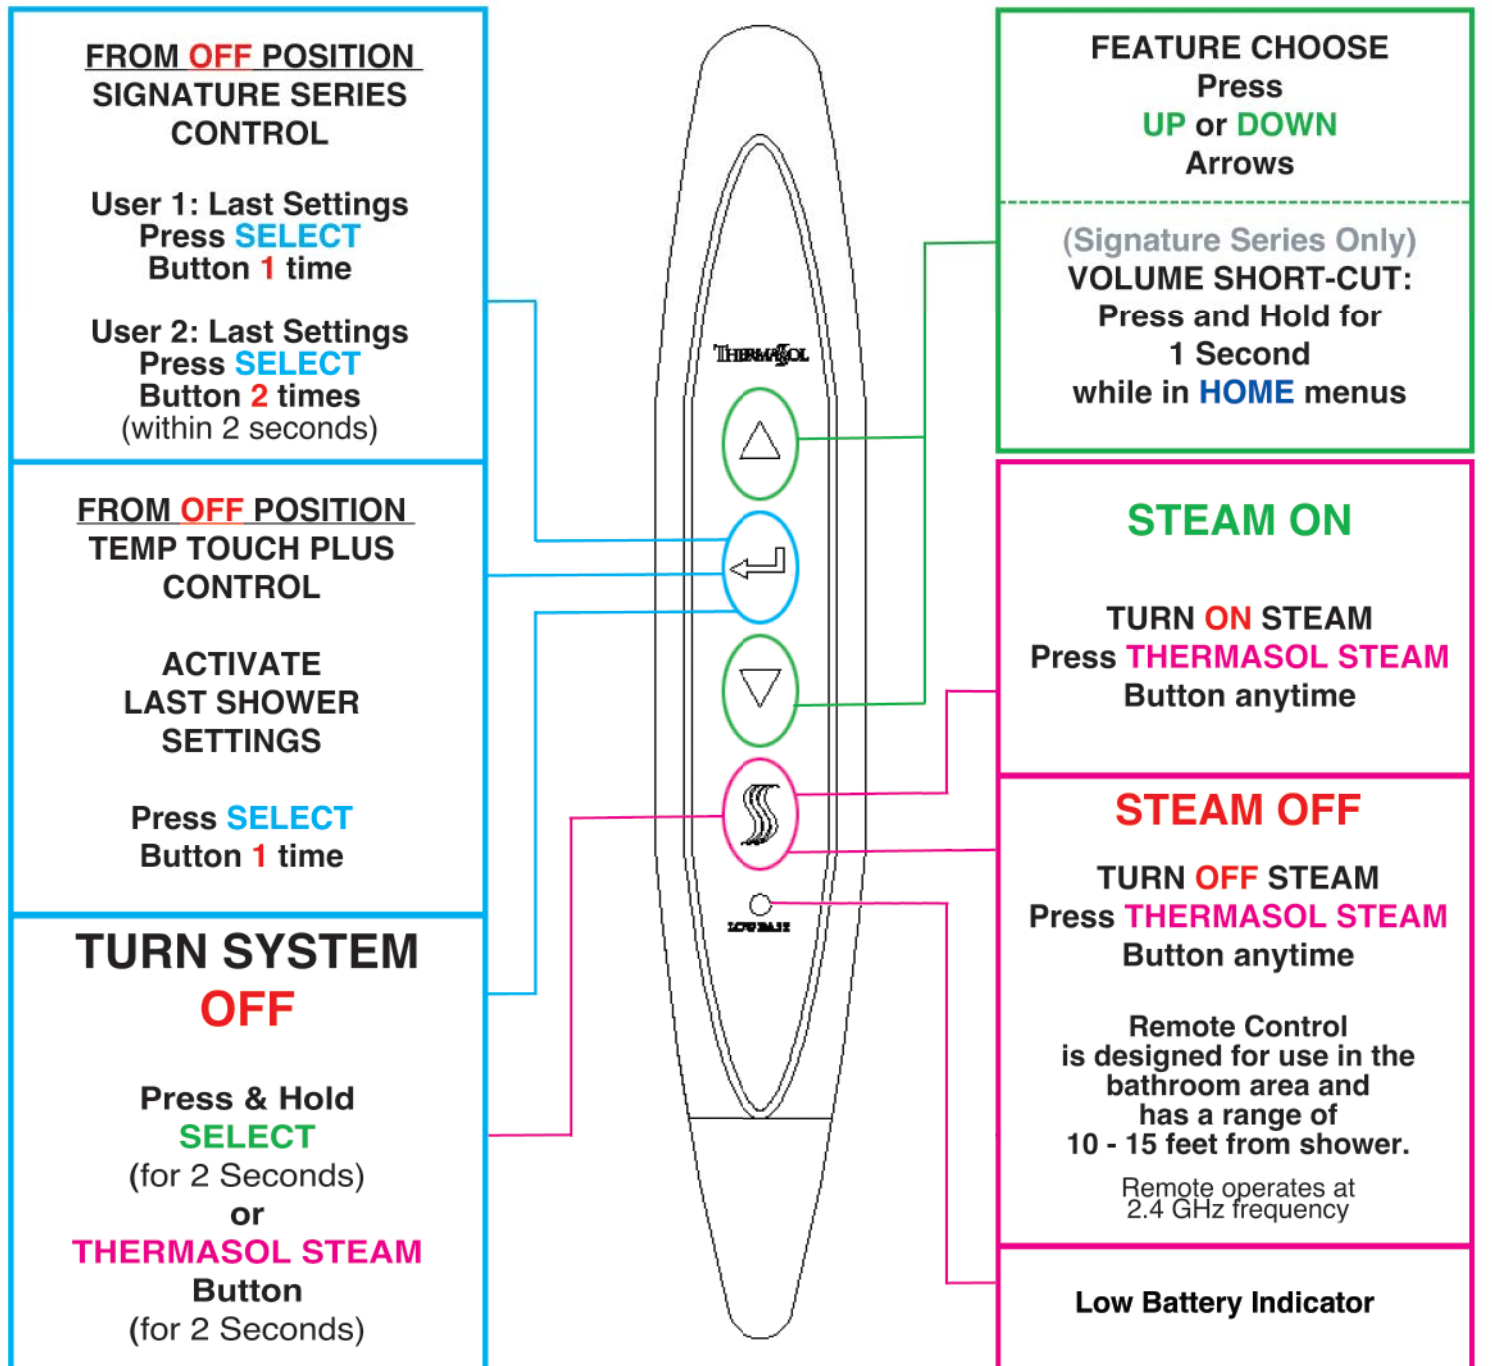 FROM OFF POSITION
SIGNATURE SERIES
CONTROL
User 1: Last Settings
Press SELECT
Button 1 time
User 2: Last Settings
Press SELECT
Button 2 times
(within 2 seconds)
FROM OFF POSITION
TEMP TOUCH PLUS
CONTROL
ACTIVATE
LAST SHOWER
SETTINGS
Press SELECT
Button 1 time
TURN SYSTEM
OFF
Press & Hold
SELECT
(for 2 Seconds)
or
THERMASOL STEAM
Button
(for 2 Seconds)
THERMASOL
LOW BATT
FEATURE CHOOSE
Press
UP or DOWN
Arrows
(Signature Series Only)
VOLUME SHORT-CUT:
Press and Hold for
1 Second
while in HOME menus
STEAM ON
TURN ON STEAM
Press THERMASOL STEAM
Button anytime
STEAM OFF
TURN OFF STEAM
Press THERMASOL STEAM
Button anytime
Remote Control
is designed for use in the
bathroom area and
has a range of
10 - 15 feet from shower.
Remote operates at
2.4 GHz frequency
Low Battery Indicator